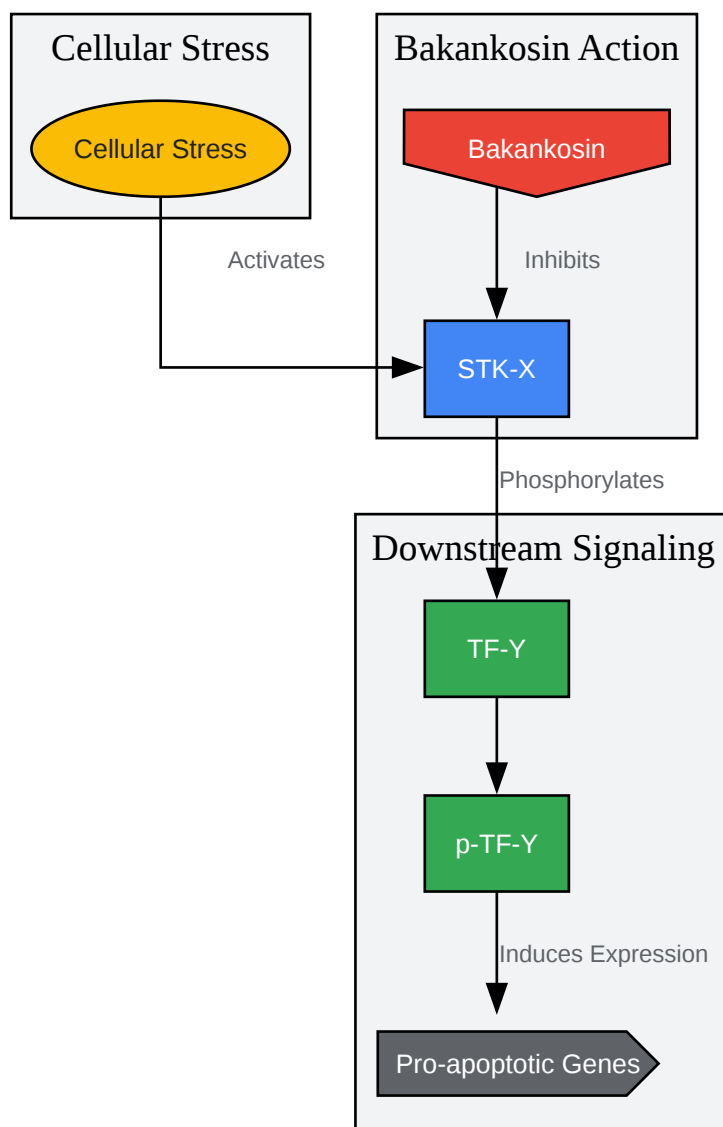 Cellular Stress
Bakankosin Action
Cellular Stress
Bakankosin
Activates
Inhibits
STK-X
Phosphorylates
Downstream Signaling
TF-Y
p-TF-Y
Induces Expression
Pro-apoptotic Genes